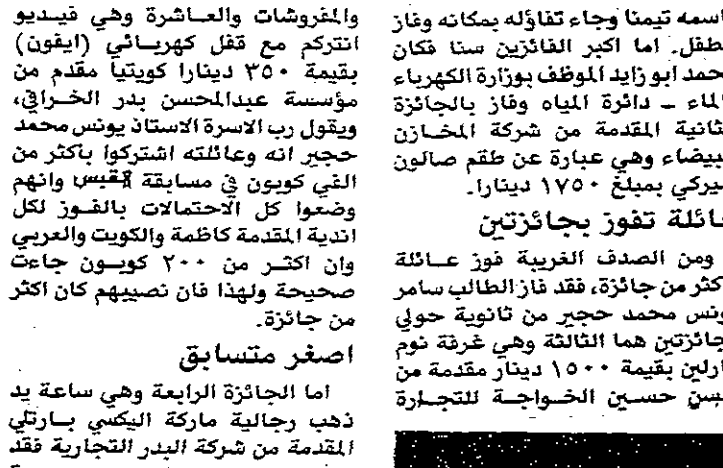 اسمه تيمنا وجاء تفاؤله بمكانه وفاز
طفل. اما اكبر الفائزين سنا فكان
حمد ابو زايد الموظف بوزارة الكهرباء
لماء ـ دائرة المياه وفاز بالجائزة
ثانية المقدمة من شركة المخازن
بيضاء وهي عبارة عن طقم صالون
يركي بمبلغ ١٧٥٠ دينارا.
ائلة تفوز بجائزتين
ومن الصدف الغريبة فوز عائلة
كثر من جائزة، فقد فاز الطالب سامر
ونس محمد حجير من ثانوية حولي
جائزتين هما الثالثة وهي غرفة نوم
ارلين بقيمة ١٥٠٠ دينار مقدمة من
حسين الخواجة للتجارة
والمفروشات والعاشرة وهي فيديو
انتركم مع قفل كهربائي (ايفون)
بقيمة ٣٥٠ دينارا كويتيا مقدم من
مؤسسة عبدالمحسن بدر الخرافي،
ويقول رب الاسرة الاستاذ يونس محمد
حجير انه وعائلته اشتركوا باكثر من
الفي كوبون في مسابقة القبس وانهم
وضعوا كل الاحتمالات بالفوز لكل
اندية المقدمة كاظمة والكويت والعربي
وان اكثر من ٢٠٠ كوبون جاءت
صحيحة ولهذا فان نصيبهم كان اكثر
من جائزة.
اصغر متسابق
اما الجائزة الرابعة وهي ساعة يد
ذهب رجالية ماركة اليكسي بارتلي
المقدمة من شركة البدر التجارية فقد